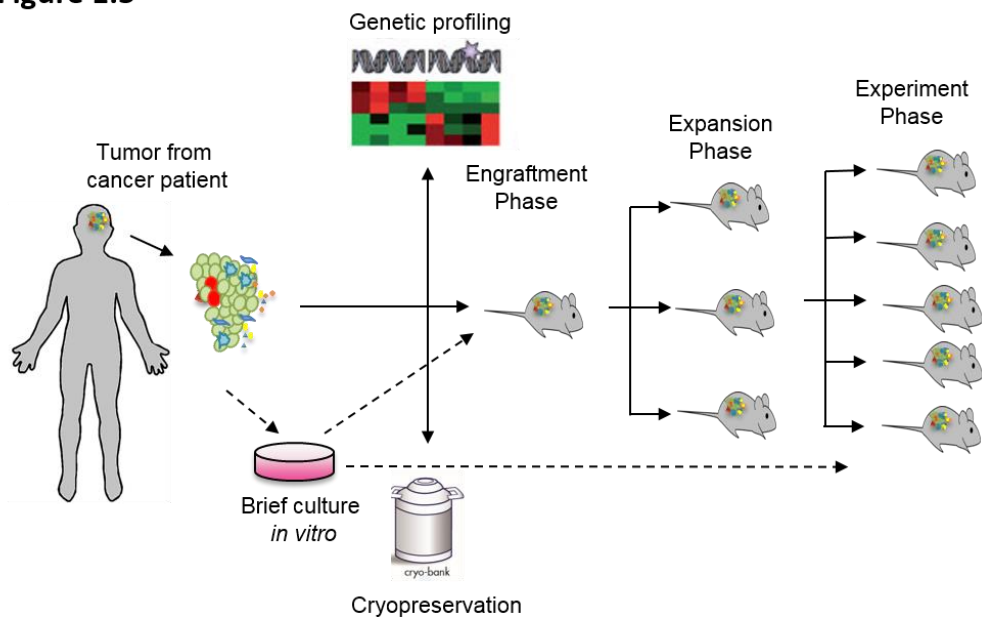 Genetic profiling
Tumor from
cancer patient
Engraftment
Phase
Expansion
Phase
Experiment
Phase
Brief culture
in vitro
cryo-bank
Cryopreservation